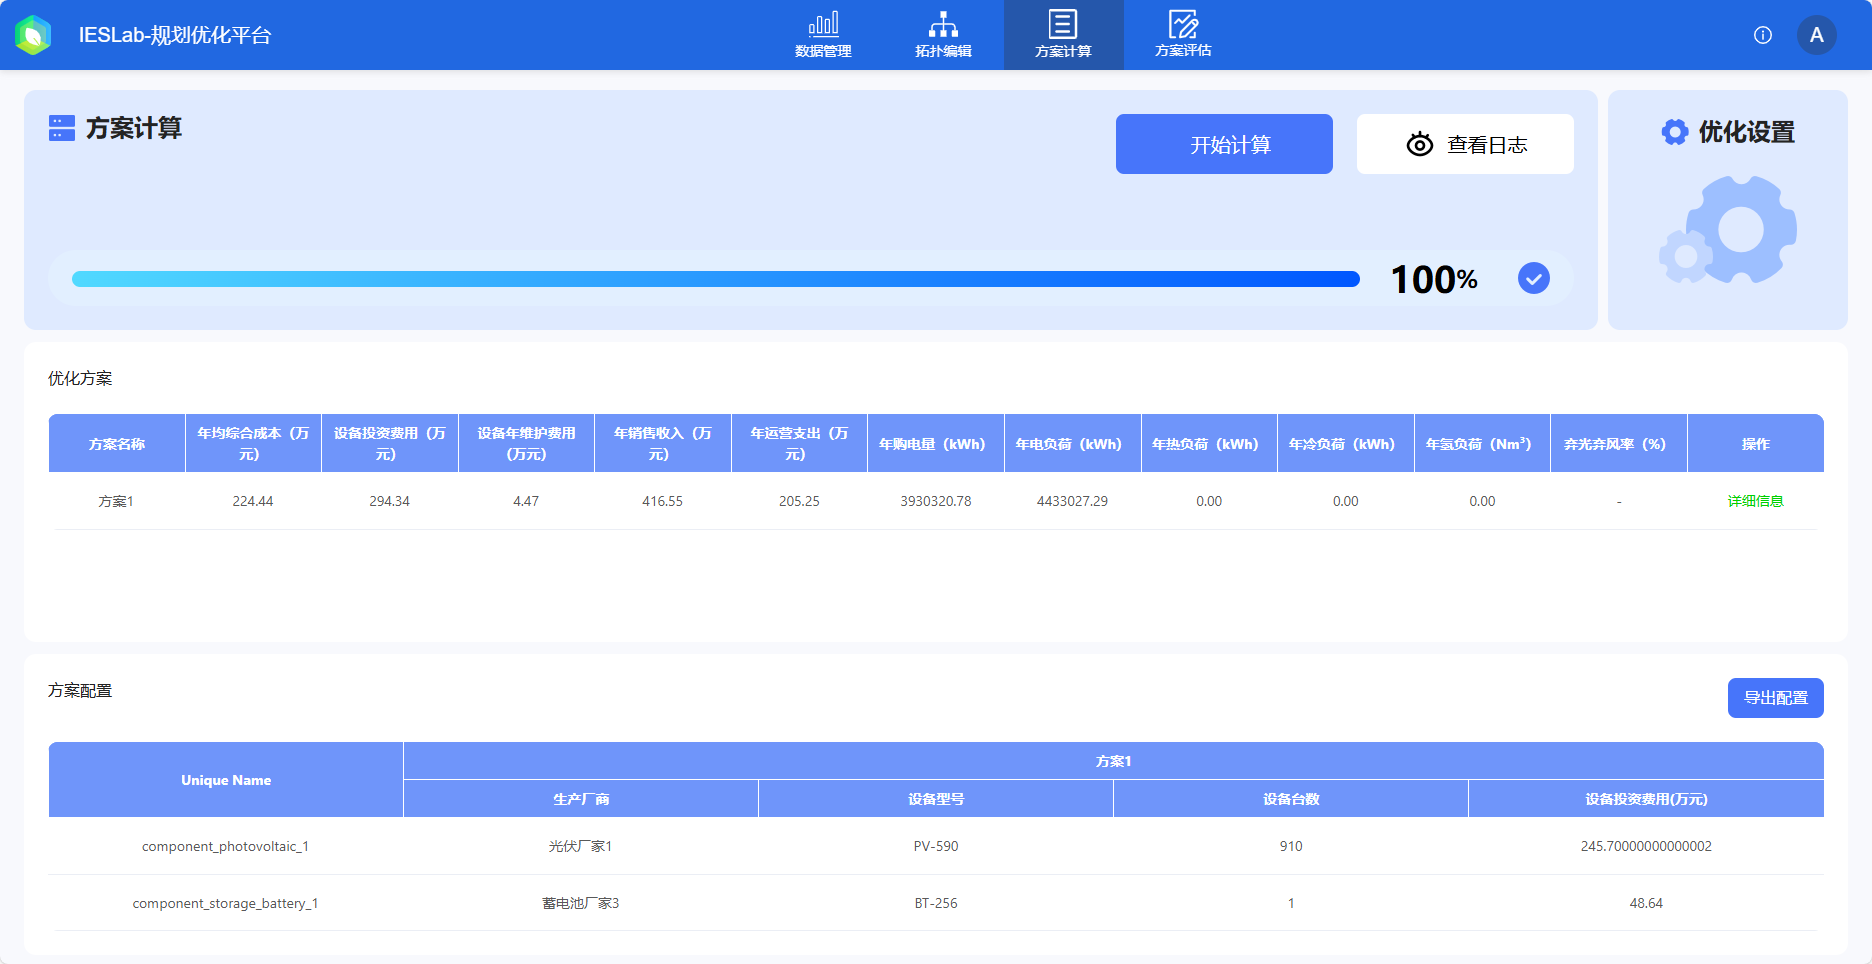 IESLab-规划优化平台
数据管理
拓扑编辑
方案计算
方案评估
A
方案计算
开始计算
查看日志
优化设置
100%
优化方案
方案名称
年均综合成本（万
元）
设备投资费用（万
元）
设备年维护费用
（万元）
年销售收入（万
元）
年运营支出（万
元）
年购电量（kWh）
年电负荷（kWh）
年热负荷（kWh）
年冷负荷（kWh）
年氢负荷（Nm³）
弃光弃风率（%）
操作
方案1
224.44
294.34
4.47
416.55
205.25
3930320.78
4433027.29
0.00
0.00
0.00
-
详细信息
方案配置
导出配置
Unique Name
方案1
生产厂商
设备型号
设备台数
设备投资费用(万元)
component_photovoltaic_1
光伏厂家1
PV-590
910
245.70000000000002
component_storage_battery_1
蓄电池厂家3
BT-256
1
48.64